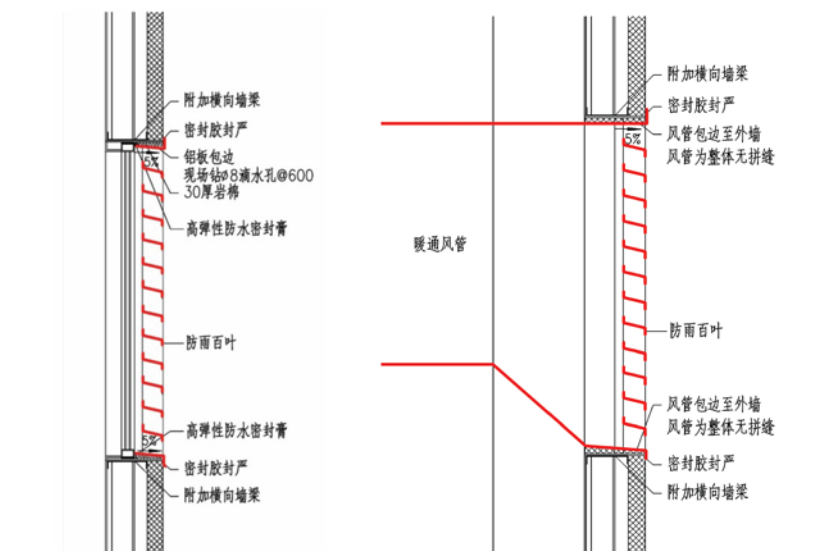 附加横向墙梁
密封胶封严
5%
铝板包边
现场钻ø8滴水孔@600
30厚岩棉
高弹性防水密封膏
防雨百叶
高弹性防水密封膏
5%
密封胶封严
附加横向墙梁
暖通风管
附加横向墙梁
密封胶封严
风管包边至外墙
5%
风管为整体无拼缝
防雨百叶
风管包边至外墙
风管为整体无拼缝
密封胶封严
附加横向墙梁